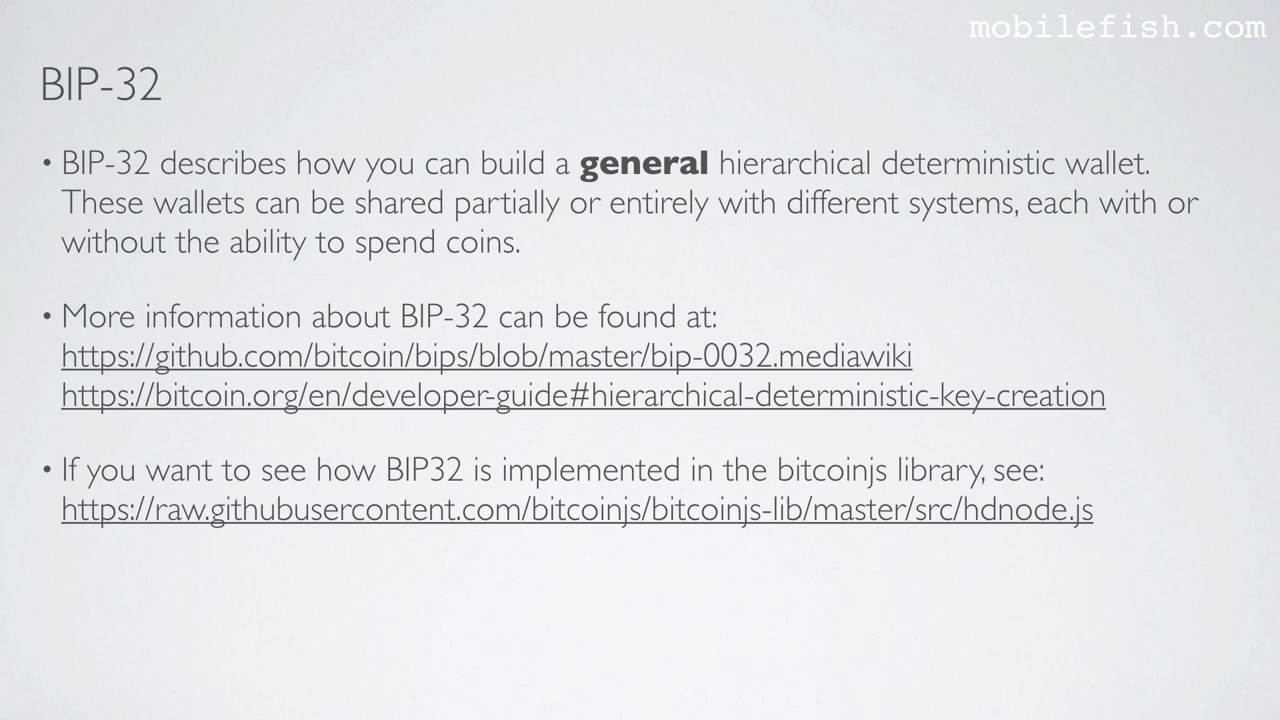 mobilefish.com
BIP-32
• BIP-32 describes how you can build a general hierarchical deterministic wallet.
These wallets can be shared partially or entirely with different systems, each with or
without the ability to spend coins.
• More information about BIP-32 can be found at:
https://github.com/bitcoin/bips/blob/master/bip-0032.mediawiki
https://bitcoin.org/en/developer-guide#hierarchical-deterministic-key-creation
• If you want to see how BIP32 is implemented in the bitcoinjs library, see:
https://raw.githubusercontent.com/bitcoinjs/bitcoinjs-lib/master/src/hdnode.js